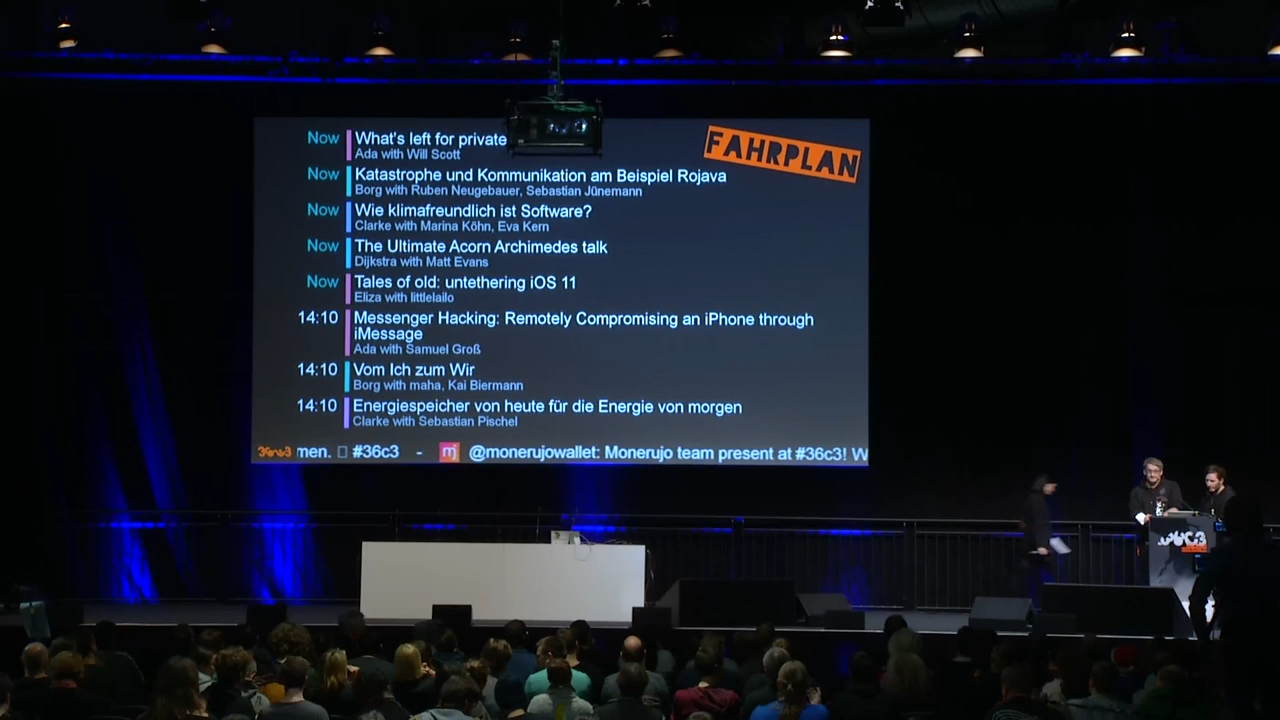 Now What's left for private
Ada with Will Scott
FAHRPLAN
Now Katastrophe und Kommunikation am Beispiel Rojava
Borg with Ruben Neugebauer, Sebastian Jünemann
Now Wie klimafreundlich ist Software?
Clarke with Marina Köhn, Eva Kern
Now The Ultimate Acorn Archimedes talk
Dijkstra with Matt Evans
Now Tales of old: untethering iOS 11
Eliza with littlelailo
14:10 Messenger Hacking: Remotely Compromising an iPhone through
iMessage
Ada with Samuel Groß
14:10 Vom Ich zum Wir
Borg with maha, Kai Biermann
14:10 Energiespeicher von heute für die Energie von morgen
Clarke with Sebastian Pischel
36c3 men. #36c3 - mj @monerujowallet: Monerujo team present at #36c3! W